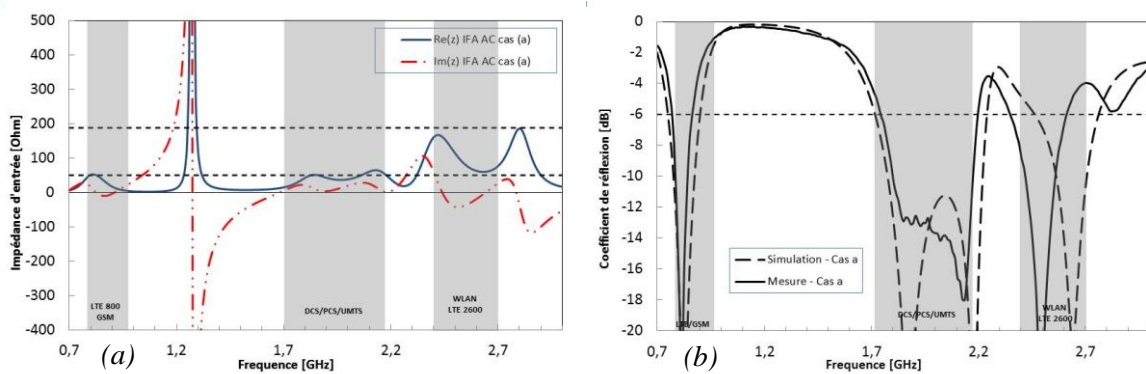 500
400
300
200
100
0
-100
-200
-300
-400
Impédance d'entrée [Ohm]
Re(z) IFA AC cas (a)
Im(z) IFA AC cas (a)
LTE 800
GSM
DCS/PCS/UMTS
WLAN
LTE 2600
0,7
1,2
1,7
2,2
2,7
Frequence [GHz]
(a)
0
-2
-4
-6
-8
-10
-12
-14
-16
-18
-20
Coefficient de réflexion [dB]
Simulation - Cas a
Mesure - Cas a
LTE/GSM
DCS/PCS/UMTS
WLAN
LTE 2600
0,7
1,2
1,7
2,2
2,7
Frequence [GHz]
(b)